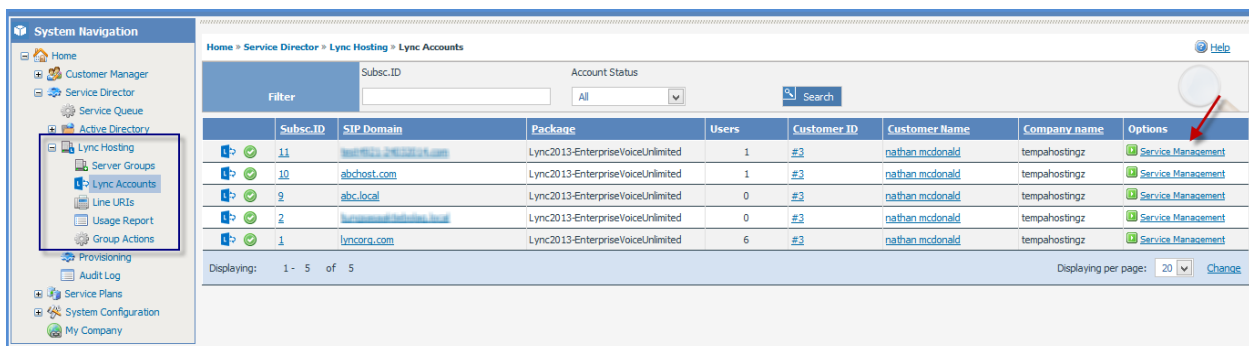 System Navigation
Home
Customer Manager
Service Director
Service Queue
Active Directory
Lync Hosting
Server Groups
Lync Accounts
Line URIs
Usage Report
Group Actions
Provisioning
Audit Log
Service Plans
System Configuration
My Company
Home » Service Director » Lync Hosting » Lync Accounts
Help
Filter
Subsc.ID
Account Status
All
Search
Subsc.ID SIP Domain Package Users Customer ID Customer Name Company name Options
11 Lync2013-EnterpriseVoiceUnlimited 1 #3 nathan mcdonald tempahostingz Service Management
10 abchost.com Lync2013-EnterpriseVoiceUnlimited 1 #3 nathan mcdonald tempahostingz Service Management
9 abc.local Lync2013-EnterpriseVoiceUnlimited 0 #3 nathan mcdonald tempahostingz Service Management
2 Lync2013-EnterpriseVoiceUnlimited 0 #3 nathan mcdonald tempahostingz Service Management
1 lyncorg.com Lync2013-EnterpriseVoiceUnlimited 6 #3 nathan mcdonald tempahostingz Service Management
Displaying: 1 - 5 of 5
Displaying per page: 20 Change